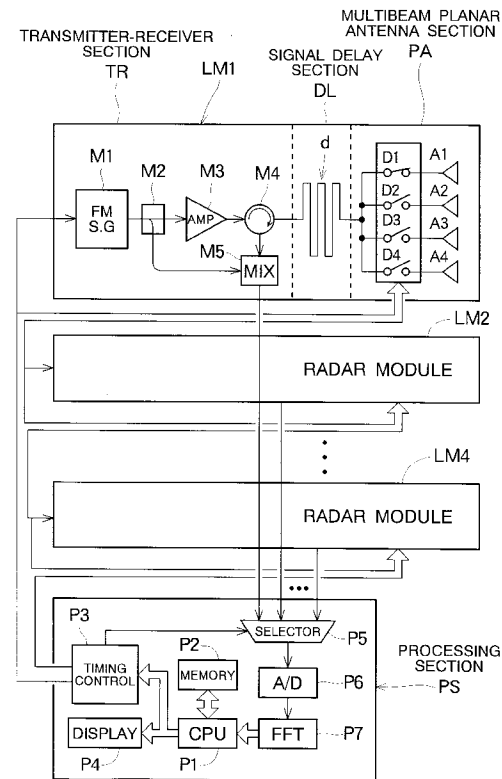 MULTIBEAM PLANAR
ANTENNA SECTION
PA
TRANSMITTER-RECEIVER
SECTION
TR
LM1
SIGNAL DELAY
SECTION
DL
M1
M2
M3
M4
d
D1
A1
FM
S.G
AMP
D2
A2
D3
A3
M5
MIX
D4
A4
LM2
RADAR MODULE
LM4
RADAR MODULE
P3
SELECTOR
P5
TIMING
CONTROL
P2
MEMORY
A/D
P6
PROCESSING
SECTION
PS
DISPLAY
CPU
FFT
P7
P4
P1